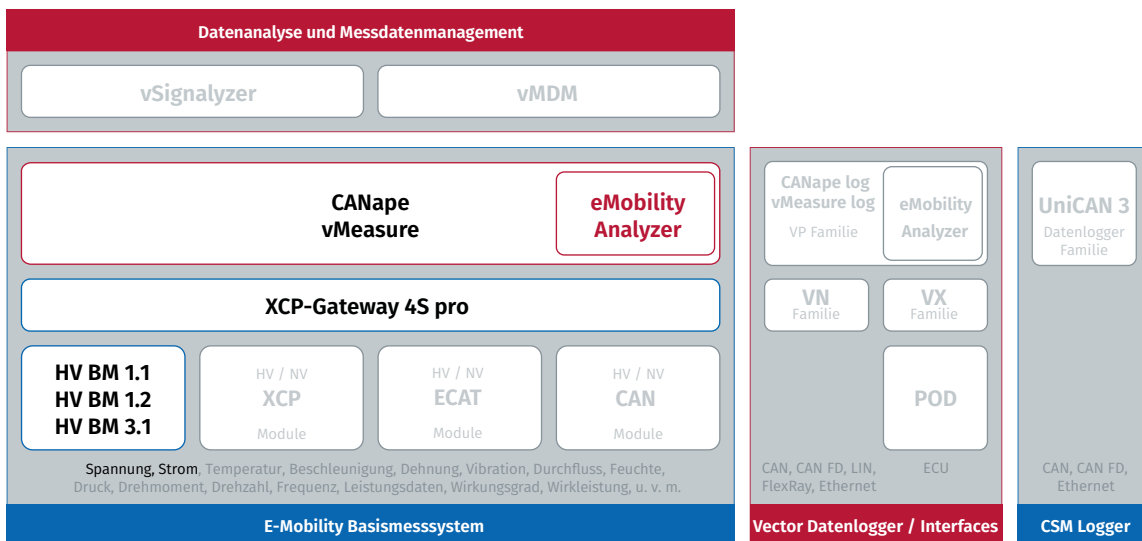 Datenanalyse und Messdatenmanagement
vSignalyzer
vMDM
CANape
vMeasure
eMobility
Analyzer
XCP-Gateway 4S pro
HV BM 1.1
HV BM 1.2
HV BM 3.1
HV / NV
XCP
Module
HV / NV
ECAT
Module
HV / NV
CAN
Module
Spannung, Strom, Temperatur, Beschleunigung, Dehnung, Vibration, Durchfluss, Feuchte,
Druck, Drehmoment, Drehzahl, Frequenz, Leistungsdaten, Wirkungsgrad, Wirkleistung, u. v. m.
E-Mobility Basismesssystem
CANape log
vMeasure log
VP Familie
eMobility
Analyzer
VN
Familie
VX
Familie
POD
CAN, CAN FD, LIN,
FlexRay, Ethernet
ECU
Vector Datenlogger / Interfaces
UniCAN 3
Datenlogger
Familie
CAN, CAN FD,
Ethernet
CSM Logger